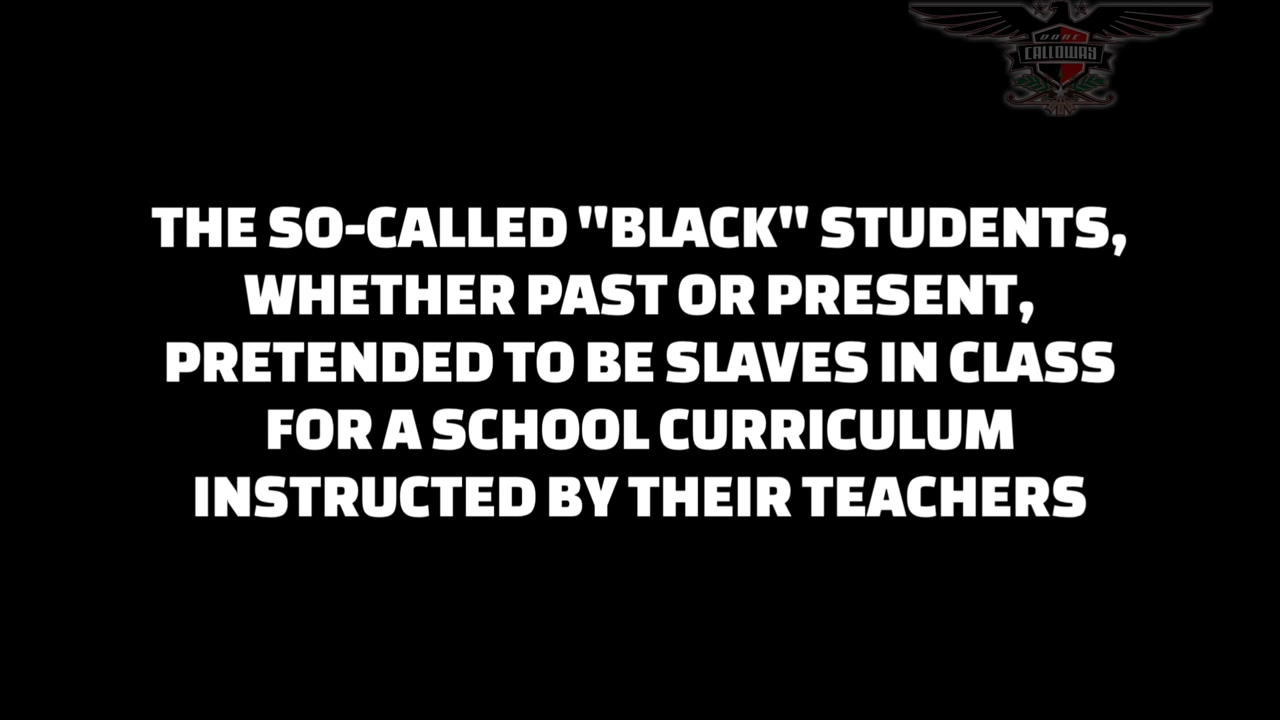 DANE
CALLOWAY
THE SO-CALLED "BLACK" STUDENTS,
WHETHER PAST OR PRESENT,
PRETENDED TO BE SLAVES IN CLASS
FOR A SCHOOL CURRICULUM
INSTRUCTED BY THEIR TEACHERS